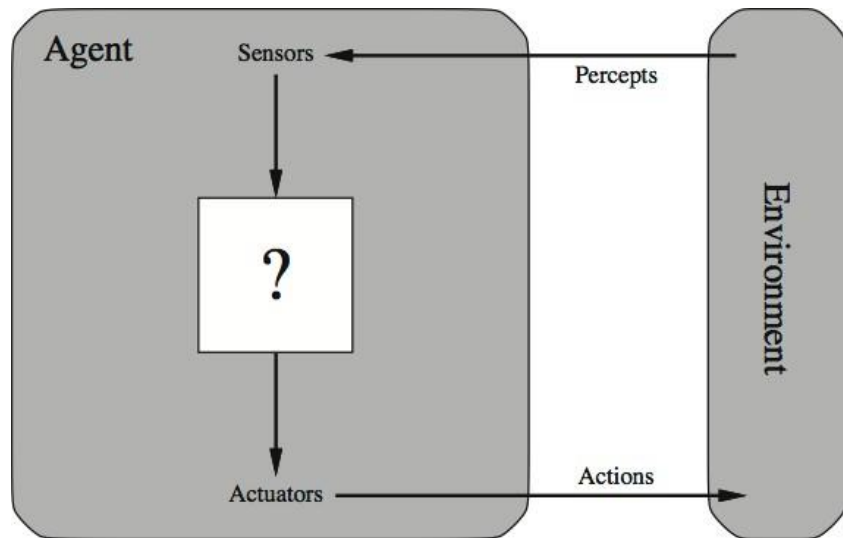 Agent
Sensors
Percepts
?
Environment
Actions
Actuators